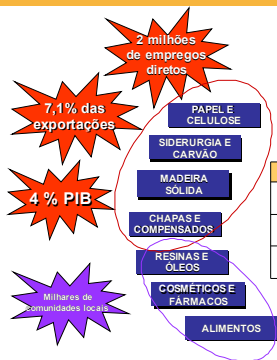 2 milhões
de empregos
diretos
7,1% das
exportações
PAPEL E
CELULOSE
SIDERURGIA E
CARVÃO
MADEIRA
SÓLIDA
4 % PIB
CHAPAS E
COMPENSADOS
RESINAS E
ÓLEOS
Milhares de
comunidades locais
COSMÉTICOS E
FÁRMACOS
ALIMENTOS